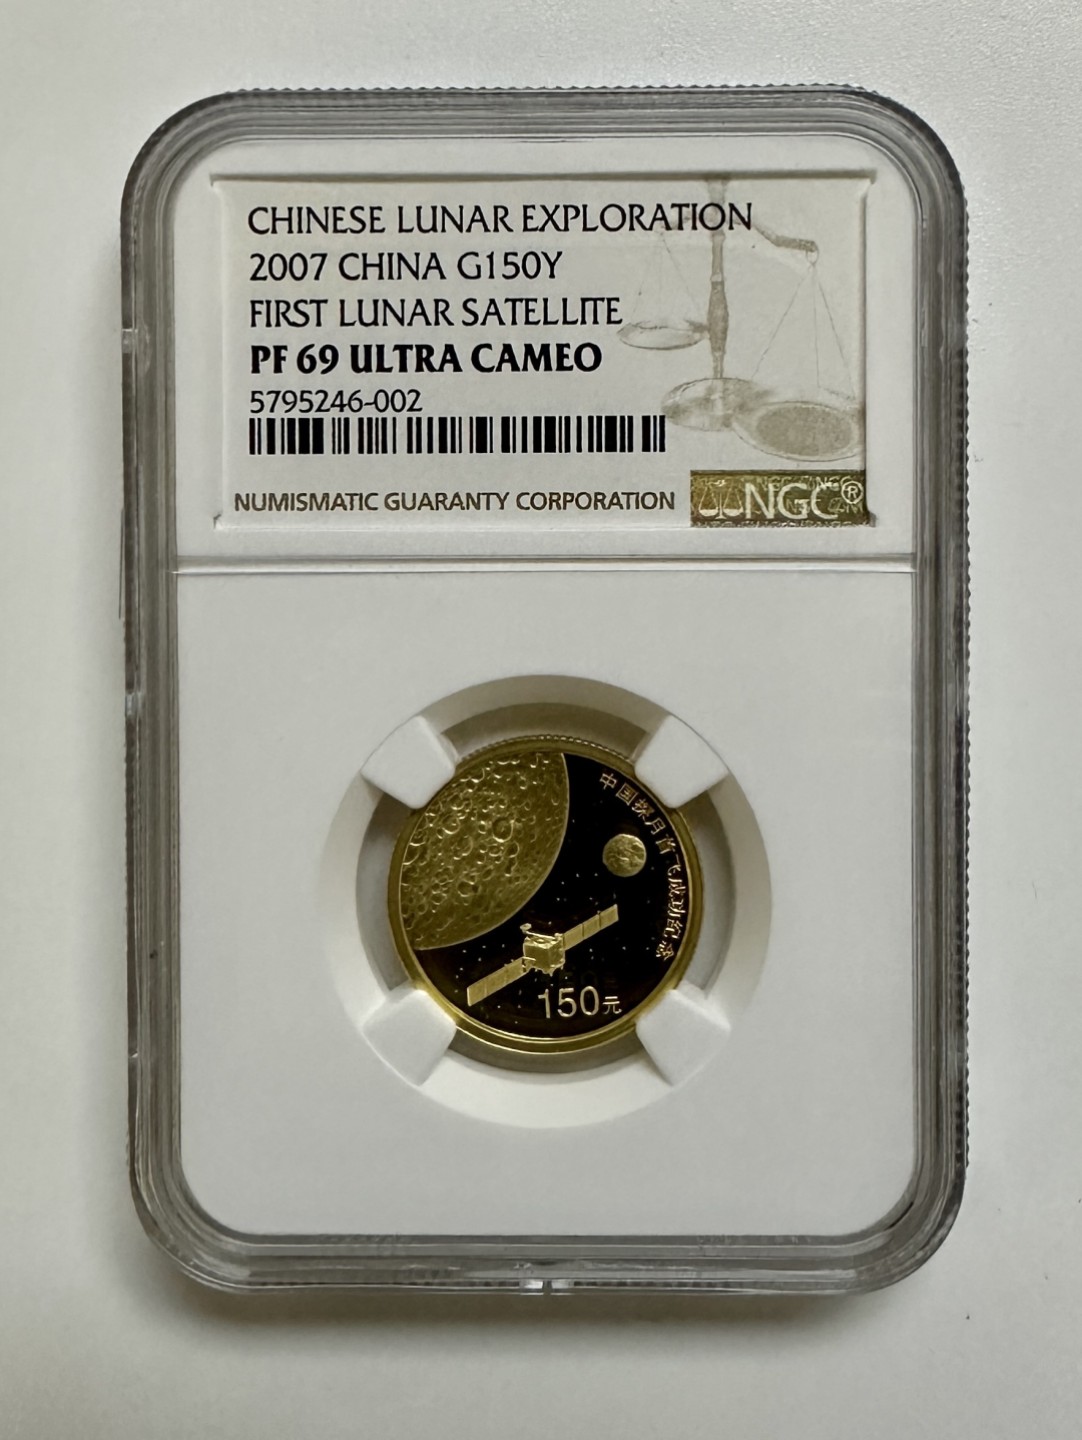 CHINESE LUNAR EXPLORATION
2007 CHINA G150Y
FIRST LUNAR SATELLITE
PF 69 ULTRA CAMEO
5795246-002
NUMISMATIC GUARANTY CORPORATION
NGC®
中国探月首飞成功纪念
150元